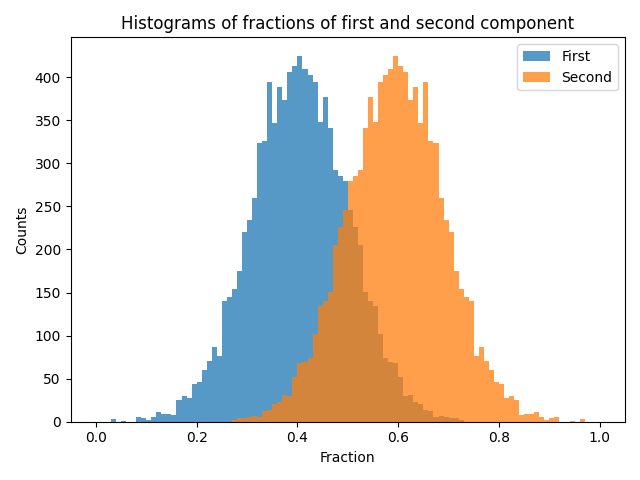 Histograms of fractions of first and second component
First
Second
Counts
400
350
300
250
200
150
100
50
0
0.0 0.2 0.4 0.6 0.8 1.0
Fraction